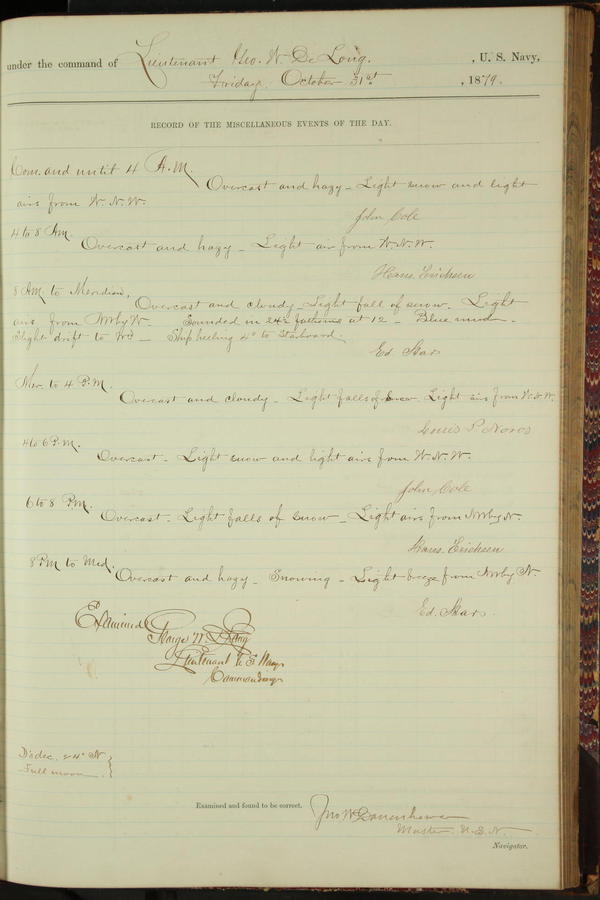 under the command of Lieutenant Geo. W. De Long. , U. S. Navy,
Friday, October 31st , 1879.
RECORD OF THE MISCELLANEOUS EVENTS OF THE DAY.
Com. and until 4 A.M.
Overcast and hazy - Light snow and light
airs from W.N.W.
John Cole
4 to 8 AM.
Overcast and hazy - Light air from W.N.W.
Hans. Erichsen
8 AM. to Meridian,
Overcast and cloudy - Light fall of snow. Light
airs from NW by W. Sounded in 24½ fathoms at 12 - Blue mud -
Slight drift to - Ship heeling 4° to Starboard.
Ed Star
Mer. to 4 P.M.
Overcast and cloudy - Light falls of snow. Light airs from W.N.W.
Louis P. Noros
4 to 6 P.M.
Overcast - Light snow and light airs from W.N.W.
John Cole
6 to 8 P.M.
Overcast - Light falls of snow - Light airs from NW by N.
Hans. Erichsen
8 PM to Mid.
Overcast and hazy - Snowing - Light breeze from NW by N.
Ed. Star.
Examined
George W. De Long
Lieutenant U S Navy
Commanding
D's dec. 24° N
Full moon.
Examined and found to be correct. Jno W Danenhower
Master. U.S.N.
Navigator.